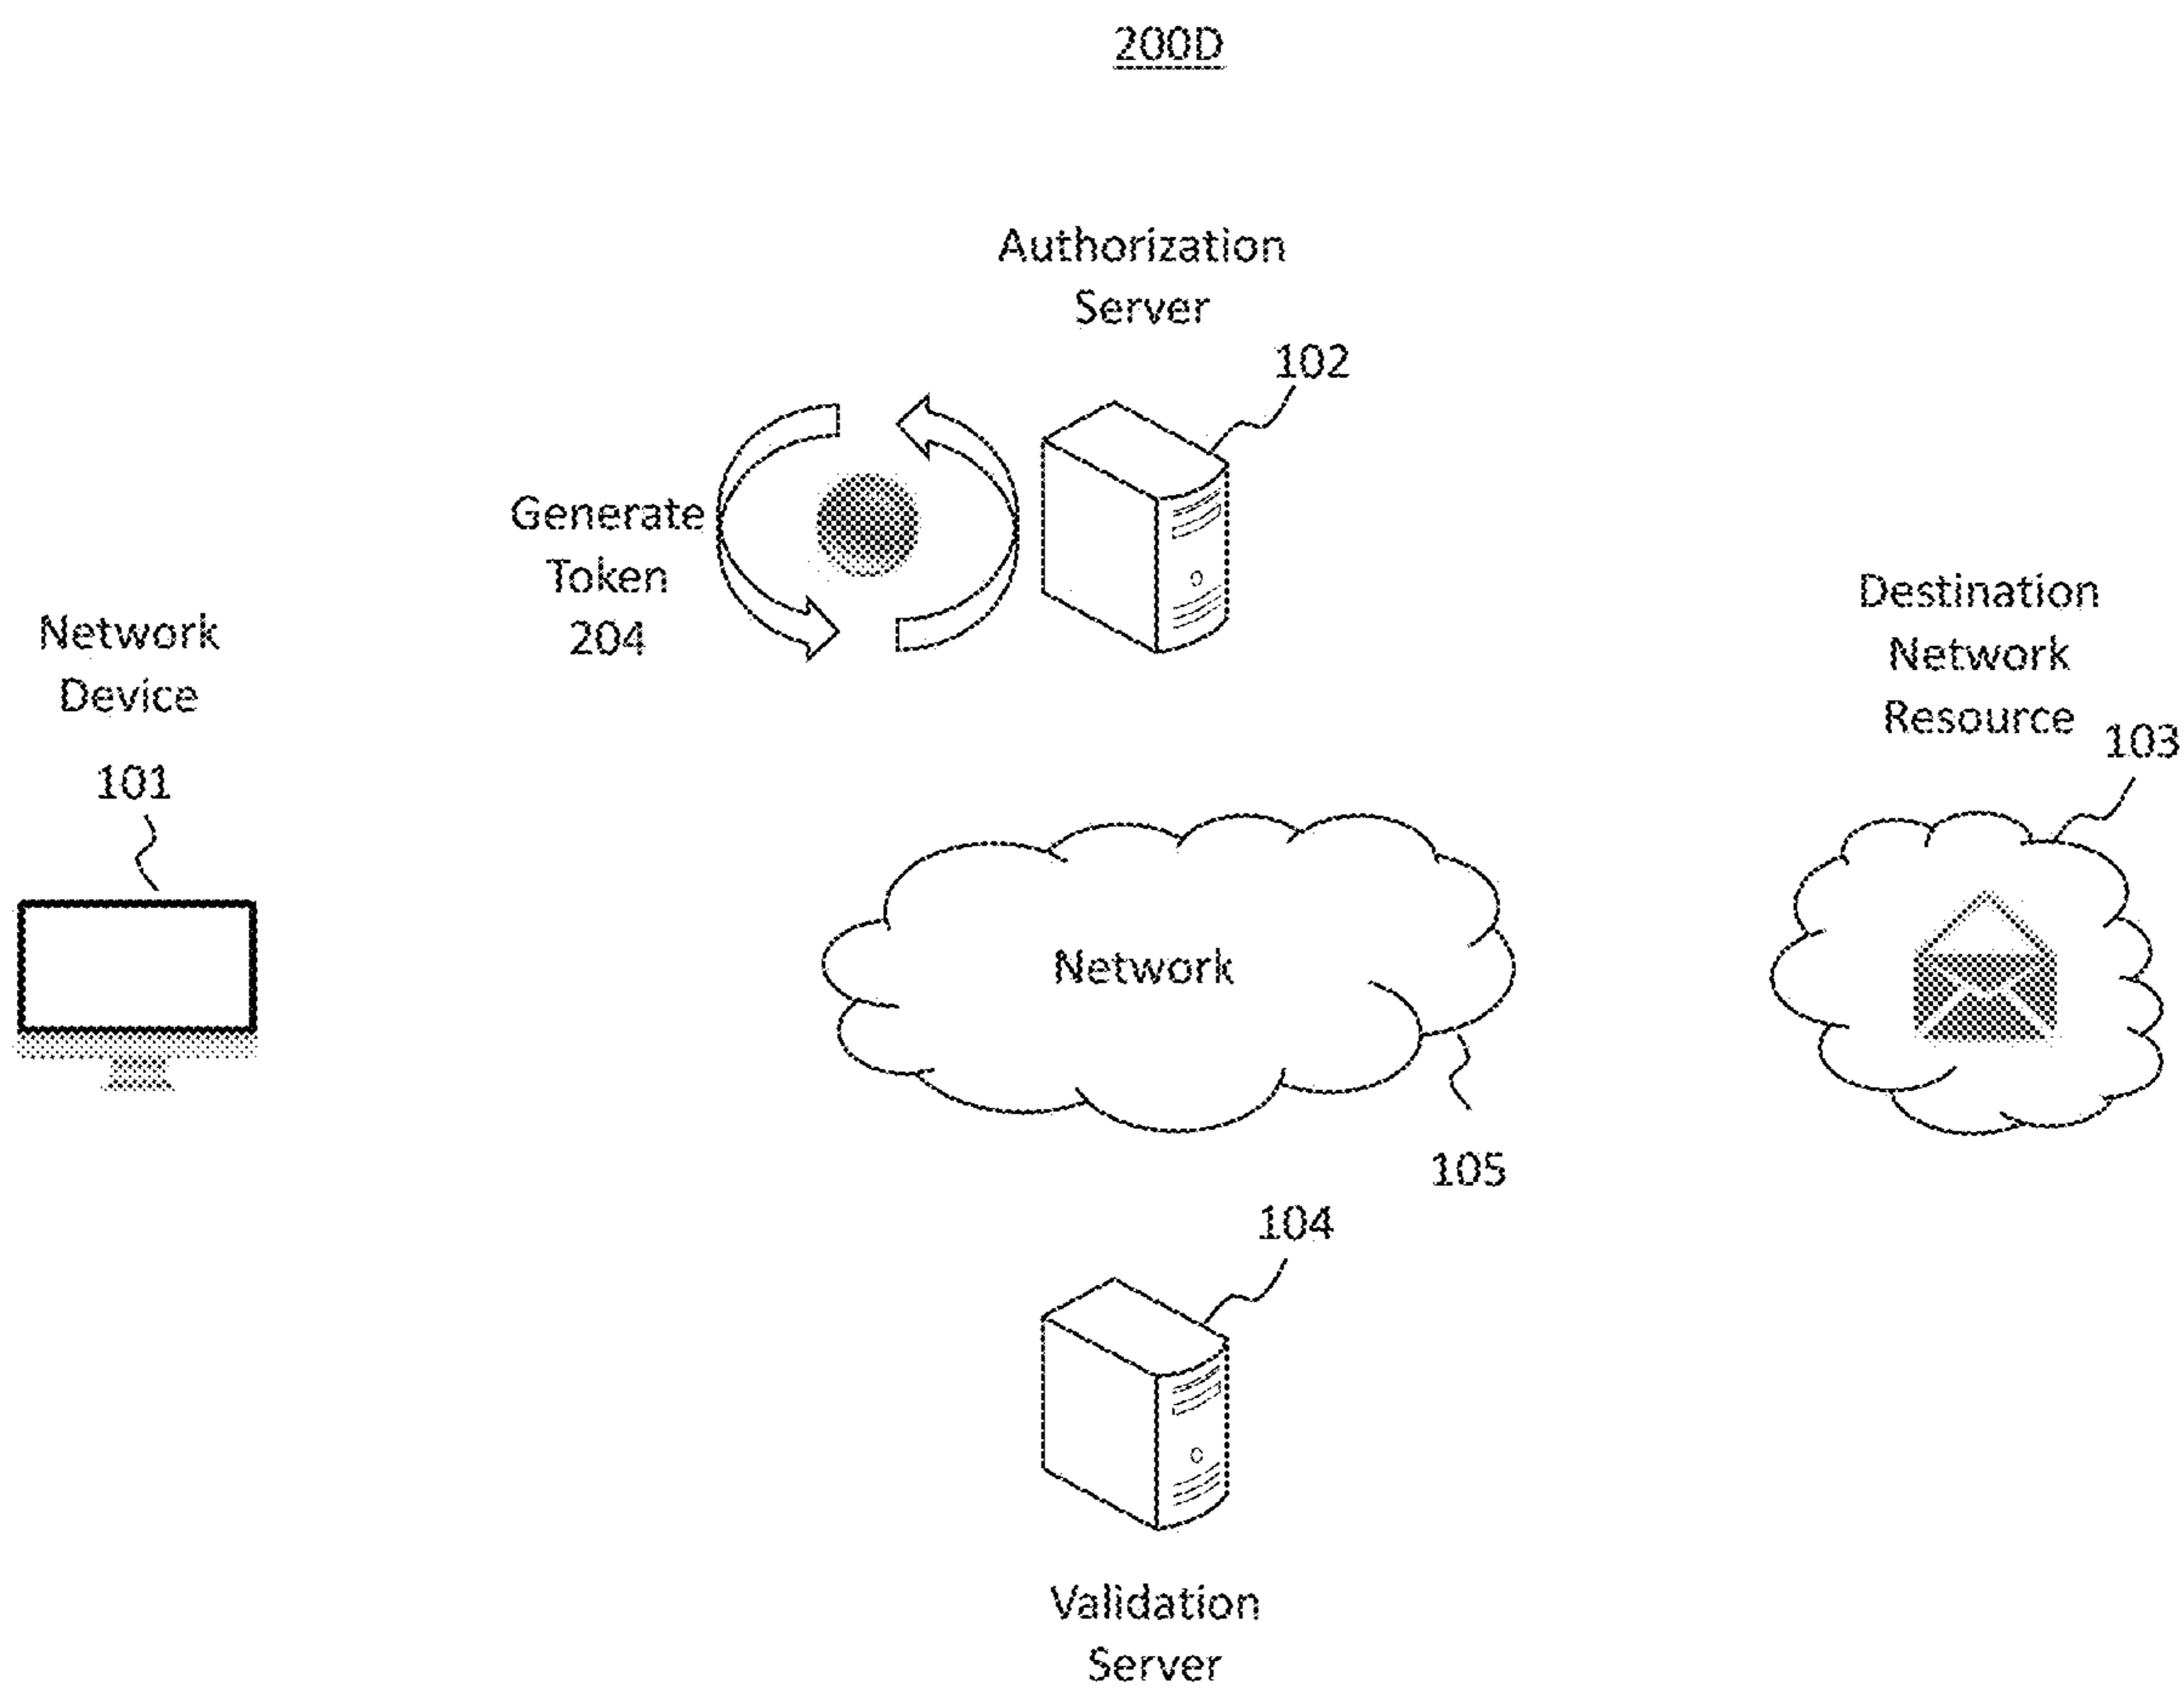 200D
Authorization
Server
102
Generate
Token
204
Network
Device
101
Destination
Network
Resource
103
Network
105
104
Validation
Server